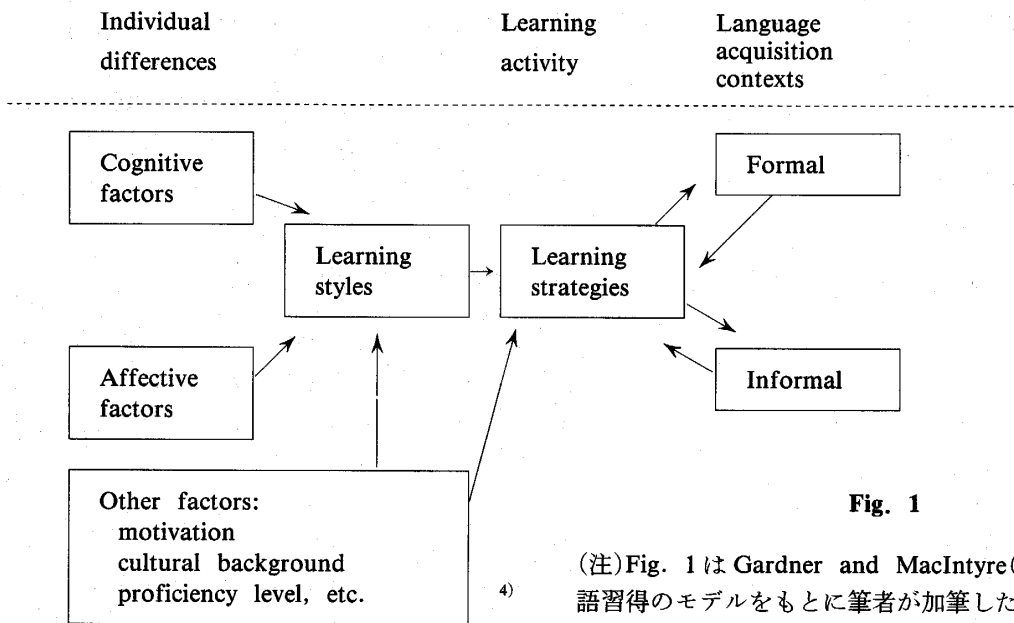 Individual
differences
Learning
activity
Language
acquisition
contexts
Cognitive
factors
Formal
Learning
styles
Learning
strategies
Affective
factors
Informal
Other factors:
motivation
cultural background
proficiency level, etc.
Fig. 1
4)
(注)Fig. 1は Gardner and MacIntyre(
語習得のモデルをもとに筆者が加筆した